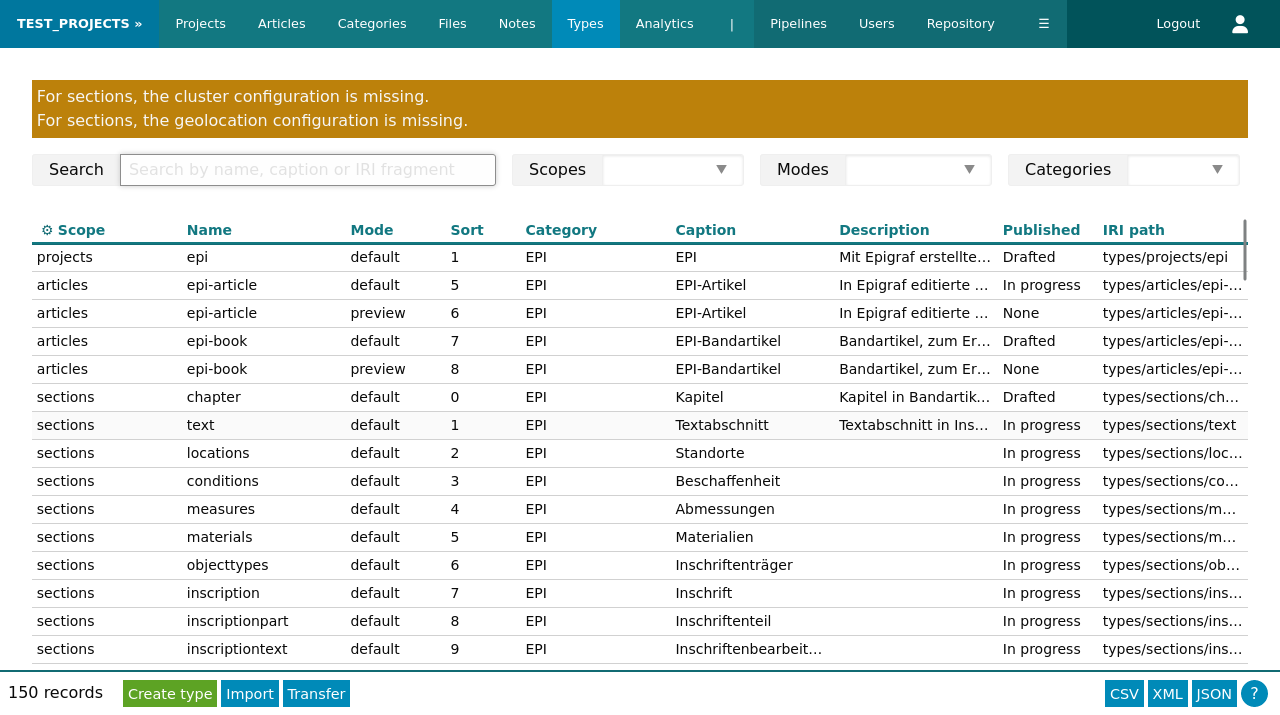 TEST_PROJECTS » Projects Articles Categories Files Notes Types Analytics | Pipelines Users Repository ☰ Logout
For sections, the cluster configuration is missing.
For sections, the geolocation configuration is missing.
Search Search by name, caption or IRI fragment Scopes Modes Categories
⚙ Scope Name Mode Sort Category Caption Description Published IRI path
projects epi default 1 EPI EPI Mit Epigraf erstellte… Drafted types/projects/epi
articles epi-article default 5 EPI EPI-Artikel In Epigraf editierte … In progress types/articles/epi-…
articles epi-article preview 6 EPI EPI-Artikel In Epigraf editierte … None types/articles/epi-…
articles epi-book default 7 EPI EPI-Bandartikel Bandartikel, zum Er… Drafted types/articles/epi-…
articles epi-book preview 8 EPI EPI-Bandartikel Bandartikel, zum Er… None types/articles/epi-…
sections chapter default 0 EPI Kapitel Kapitel in Bandartik… Drafted types/sections/ch…
sections text default 1 EPI Textabschnitt Textabschnitt in Ins… In progress types/sections/text
sections locations default 2 EPI Standorte In progress types/sections/loc…
sections conditions default 3 EPI Beschaffenheit In progress types/sections/co…
sections measures default 4 EPI Abmessungen In progress types/sections/m…
sections materials default 5 EPI Materialien In progress types/sections/m…
sections objecttypes default 6 EPI Inschriftenträger In progress types/sections/ob…
sections inscription default 7 EPI Inschrift In progress types/sections/ins…
sections inscriptionpart default 8 EPI Inschriftenteil In progress types/sections/ins…
sections inscriptiontext default 9 EPI Inschriftenbearbeit… In progress types/sections/ins…
150 records Create type Import Transfer CSV XML JSON ?